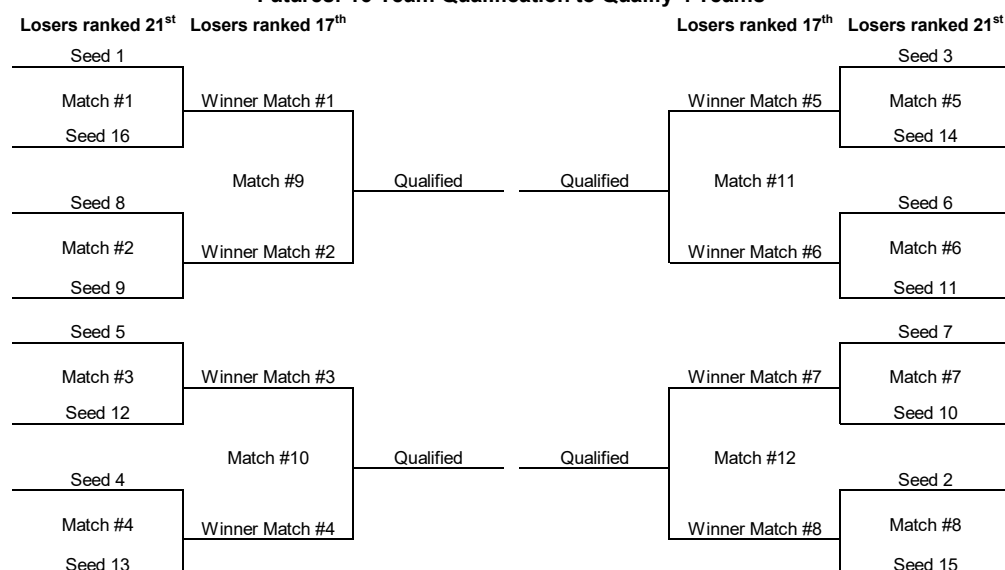 Futures: 16 Team Qualification to Qualify 4 Teams
Losers ranked 21st Losers ranked 17th Losers ranked 17th Losers ranked 21st
Seed 1 Seed 3
Match #1 Winner Match #1 Winner Match #5 Match #5
Seed 16 Seed 14
Match #9 Qualified Qualified Match #11
Seed 8 Seed 6
Match #2 Winner Match #2 Winner Match #6 Match #6
Seed 9 Seed 11
Seed 5 Seed 7
Match #3 Winner Match #3 Winner Match #7 Match #7
Seed 12 Seed 10
Match #10 Qualified Qualified Match #12
Seed 4 Seed 2
Match #4 Winner Match #4 Winner Match #8 Match #8
Seed 13 Seed 15